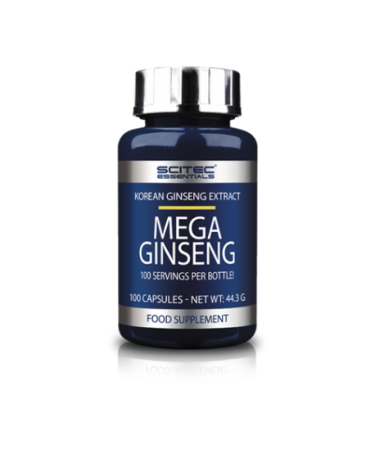 SCITEC
ESSENTIALS
KOREAN GINSENG EXTRACT
MEGA
GINSENG
100 SERVINGS PER BOTTLE!
100 CAPSULES - NET WT: 44.3 G
FOOD SUPPLEMENT